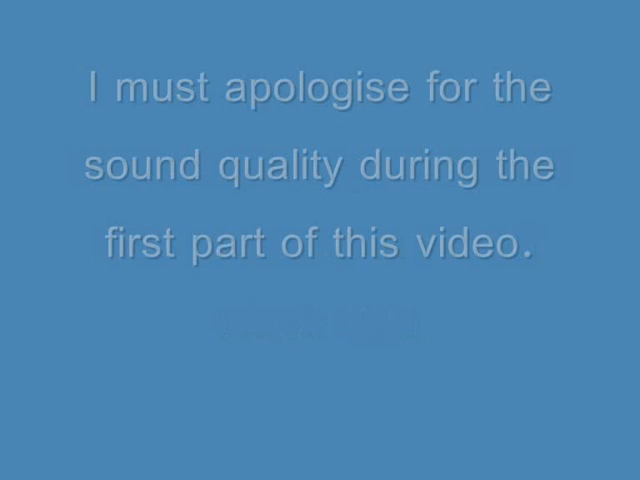 I must apologise for the
sound quality during the
first part of this video.